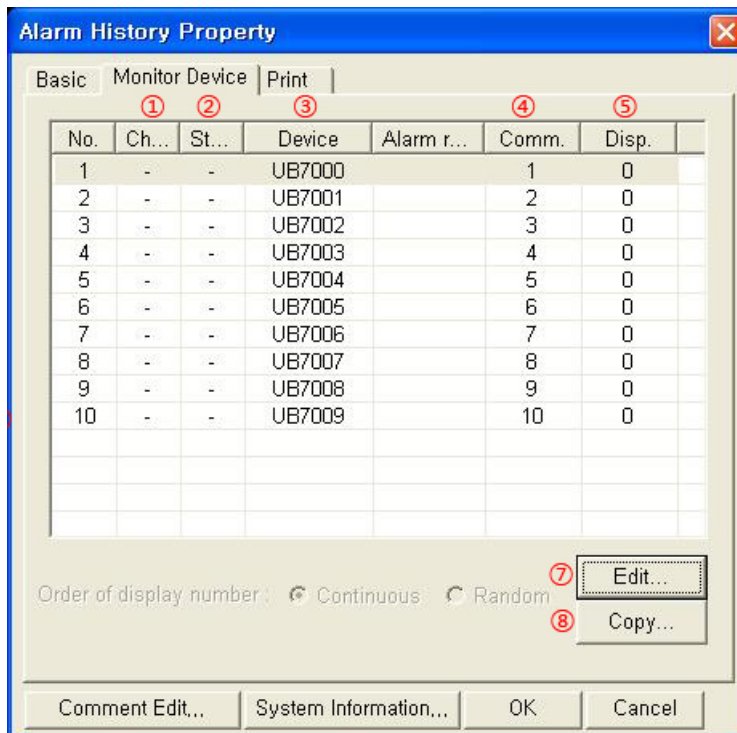 Alarm History Property
Basic Monitor Device Print
① ② ③ ④ ⑤
No. Ch... St... Device Alarm r... Comm. Disp.
1 - - UB7000 1 0
2 - - UB7001 2 0
3 - - UB7002 3 0
4 - - UB7003 4 0
5 - - UB7004 5 0
6 - - UB7005 6 0
7 - - UB7006 7 0
8 - - UB7007 8 0
9 - - UB7008 9 0
10 - - UB7009 10 0
⑦ Edit...
Order of display number : Continuous Random
⑧ Copy...
Comment Edit... System Information... OK Cancel